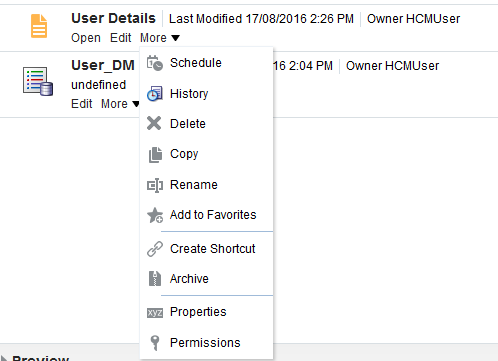 User Details Last Modified 17/08/2016 2:26 PM Owner HCMUser
Open Edit More
User_DM 16 2:04 PM Owner HCMUser
undefined
Edit More
Schedule
History
Delete
Copy
Rename
Add to Favorites
Create Shortcut
Archive
xyz Properties
Permissions
Preview